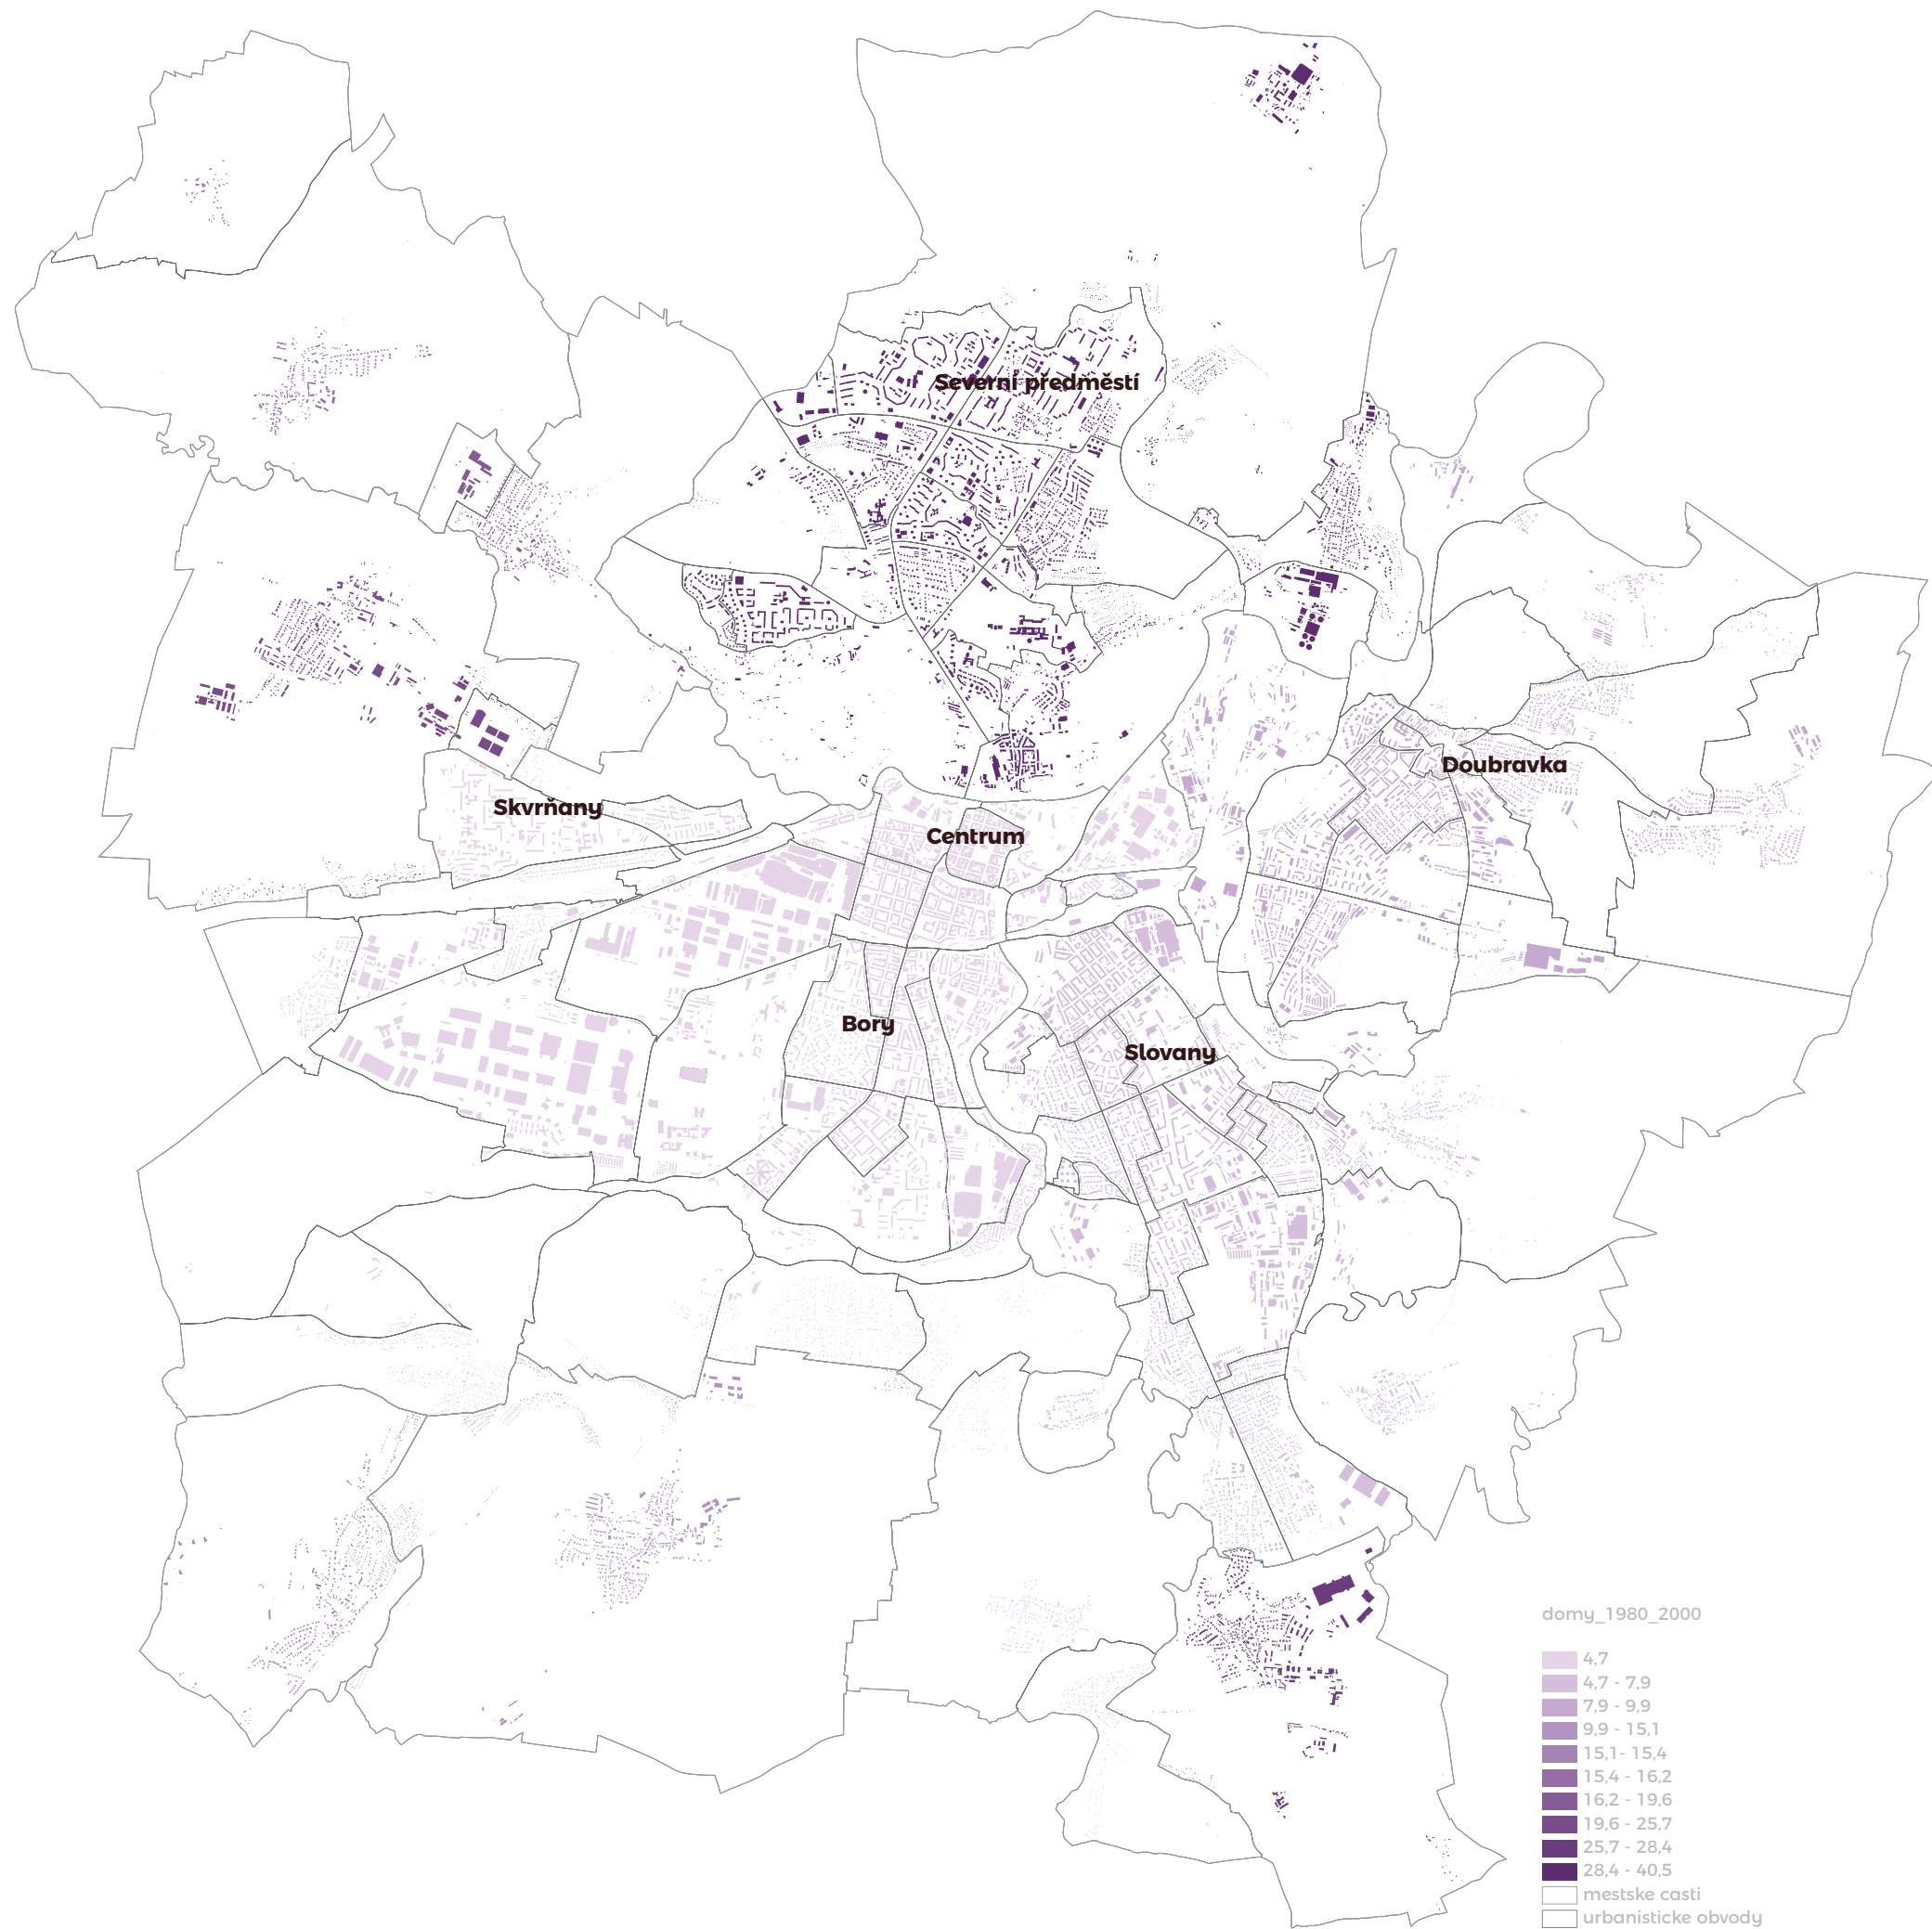 Severní předměstí
Doubravka
Skvrňany
Centrum
Bory
Slovany
domy_1980_2000
4,7
4,7 - 7,9
7,9 - 9,9
9,9 - 15,1
15,1- 15,4
15,4 - 16,2
16,2 - 19,6
19,6 - 25,7
25,7 - 28,4
28,4 - 40,5
mestske casti
urbanisticke obvody